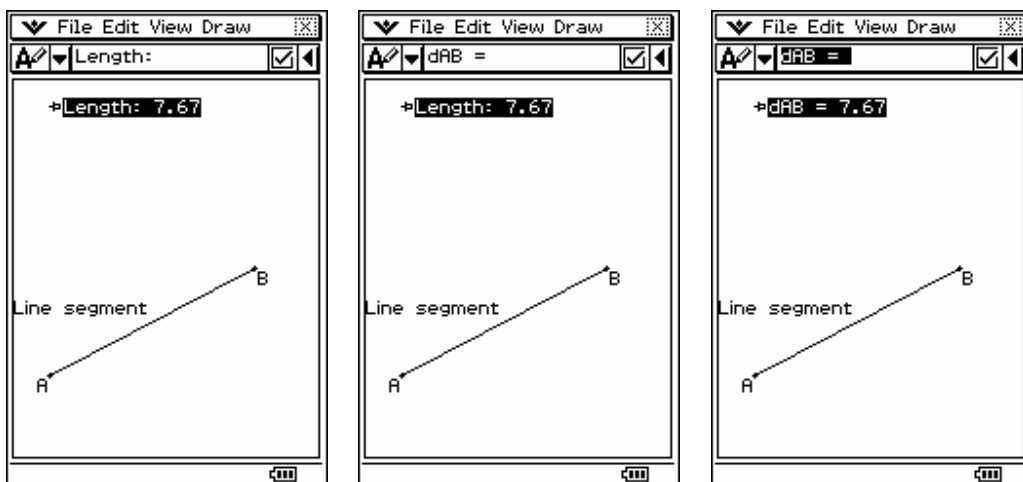 File Edit View Draw
Length:
Length: 7.67
B
Line segment
A
File Edit View Draw
dAB =
Length: 7.67
B
Line segment
A
File Edit View Draw
dAB =
dAB = 7.67
B
Line segment
A